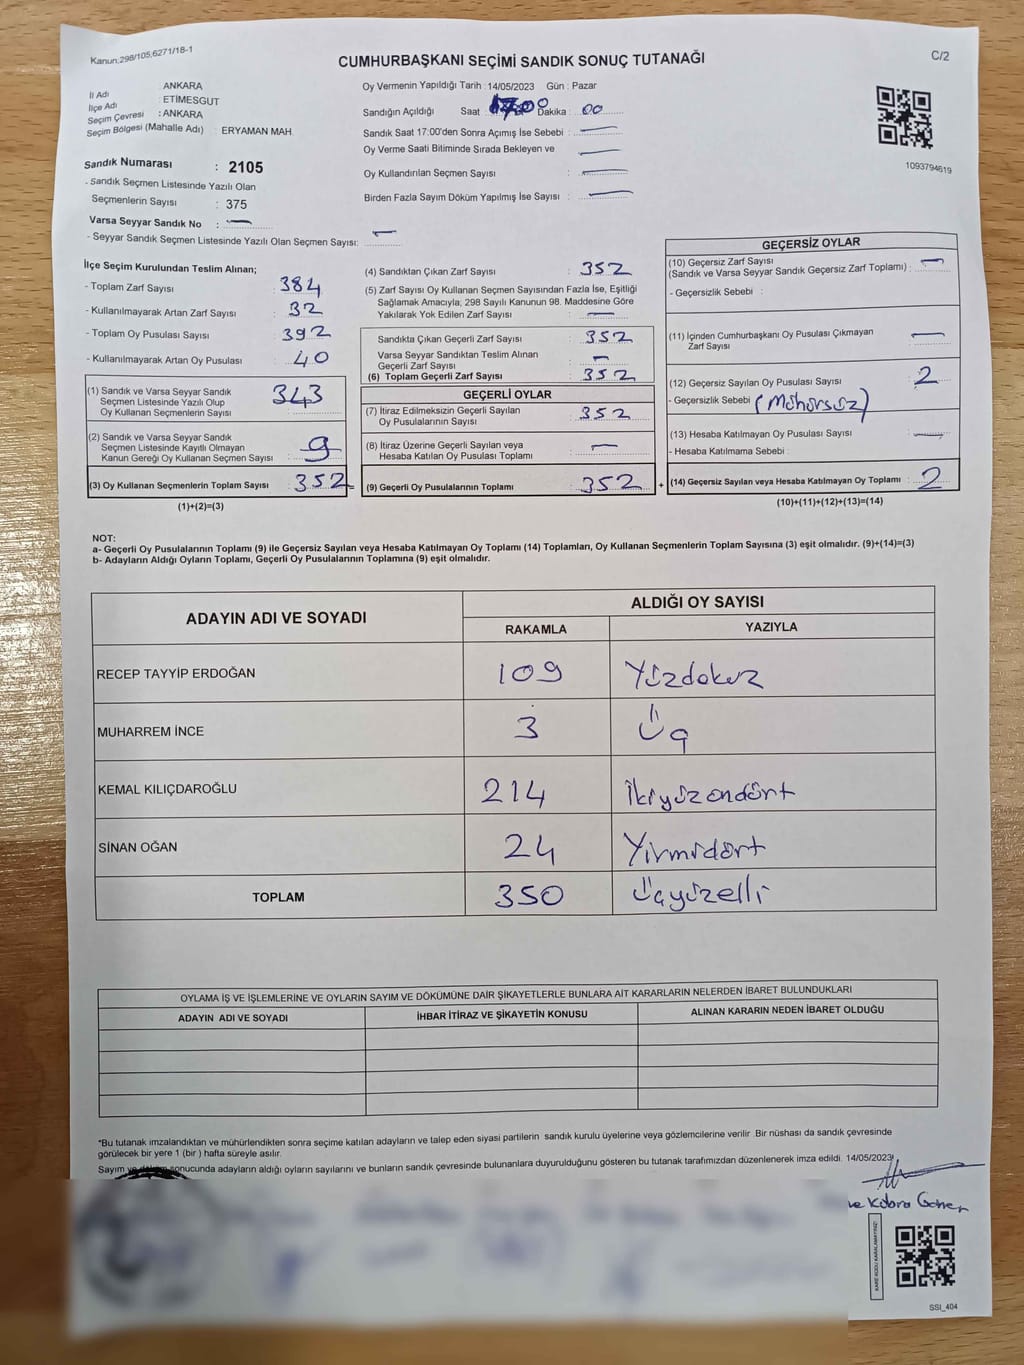 Kanun;298/105;6271/18-1
C/2
CUMHURBAŞKANI SEÇİMİ SANDIK SONUÇ TUTANAĞI
İl Adı : ANKARA
İlçe Adı : ETİMESGUT
Seçim Çevresi : ANKARA
Seçim Bölgesi (Mahalle Adı) : ERYAMAN MAH.
Sandık Numarası : 2105
- Sandık Seçmen Listesinde Yazılı Olan
Seçmenlerin Sayısı : 375
Varsa Seyyar Sandık No : —
- Seyyar Sandık Seçmen Listesinde Yazılı Olan Seçmen Sayısı: —
Oy Vermenin Yapıldığı Tarih : 14/05/2023 Gün : Pazar
Sandığın Açıldığı Saat Dakika : 00
Sandık Saat 17:00'den Sonra Açımış İse Sebebi : —
Oy Verme Saati Bitiminde Sırada Bekleyen ve —
Oy Kullandırılan Seçmen Sayısı : —
Birden Fazla Sayım Döküm Yapılmış İse Sayısı : —
1093794619
İlçe Seçim Kurulundan Teslim Alınan;
- Toplam Zarf Sayısı : 384
- Kullanılmayarak Artan Zarf Sayısı : 32
- Toplam Oy Pusulası Sayısı : 392
- Kullanılmayarak Artan Oy Pusulası : 40
(1) Sandık ve Varsa Seyyar Sandık
Seçmen Listesinde Yazılı Olup
Oy Kullanan Seçmenlerin Sayısı : 343
(2) Sandık ve Varsa Seyyar Sandık
Seçmen Listesinde Kayıtlı Olmayan
Kanun Gereği Oy Kullanan Seçmen Sayısı : 9
(3) Oy Kullanan Seçmenlerin Toplam Sayısı : 352
(1)+(2)=(3)
(4) Sandıktan Çıkan Zarf Sayısı : 352
(5) Zarf Sayısı Oy Kullanan Seçmen Sayısından Fazla İse, Eşitliği
Sağlamak Amacıyla; 298 Sayılı Kanunun 98. Maddesine Göre
Yakılarak Yok Edilen Zarf Sayısı : —
Sandıkta Çıkan Geçerli Zarf Sayısı : 352
Varsa Seyyar Sandıktan Teslim Alınan
Geçerli Zarf Sayısı : —
(6) Toplam Geçerli Zarf Sayısı : 352
GEÇERLİ OYLAR
(7) İtiraz Edilmeksizin Geçerli Sayılan
Oy Pusulalarının Sayısı : 352
(8) İtiraz Üzerine Geçerli Sayılan veya
Hesaba Katılan Oy Pusulası Toplamı : —
(9) Geçerli Oy Pusulalarının Toplamı : 352
GEÇERSİZ OYLAR
(10) Geçersiz Zarf Sayısı
(Sandık ve Varsa Seyyar Sandık Geçersiz Zarf Toplamı) : —
- Geçersizlik Sebebi :
(11) İçinden Cumhurbaşkanı Oy Pusulası Çıkmayan
Zarf Sayısı : —
(12) Geçersiz Sayılan Oy Pusulası Sayısı : 2
- Geçersizlik Sebebi : (Mühürsüz)
(13) Hesaba Katılmayan Oy Pusulası Sayısı : —
- Hesaba Katılmama Sebebi :
+ (14) Geçersiz Sayılan veya Hesaba Katılmayan Oy Toplamı : 2
(10)+(11)+(12)+(13)=(14)
NOT:
a- Geçerli Oy Pusulalarının Toplamı (9) ile Geçersiz Sayılan veya Hesaba Katılmayan Oy Toplamı (14) Toplamları, Oy Kullanan Seçmenlerin Toplam Sayısına (3) eşit olmalıdır. (9)+(14)=(3)
b- Adayların Aldığı Oyların Toplamı, Geçerli Oy Pusulalarının Toplamına (9) eşit olmalıdır.
ADAYIN ADI VE SOYADI
ALDIĞI OY SAYISI
RAKAMLA YAZIYLA
RECEP TAYYİP ERDOĞAN 109 Yüzdokuz
MUHARREM İNCE 3 Üç
KEMAL KILIÇDAROĞLU 214 İkiyüzondört
SİNAN OĞAN 24 Yirmidört
TOPLAM 350 Üçyüzelli
OYLAMA İŞ VE İŞLEMLERİNE VE OYLARIN SAYIM VE DÖKÜMÜNE DAİR ŞİKAYETLERLE BUNLARA AİT KARARLARIN NELERDEN İBARET BULUNDUKLARI
ADAYIN ADI VE SOYADI İHBAR İTİRAZ VE ŞİKAYETİN KONUSU ALINAN KARARIN NEDEN İBARET OLDUĞU
*Bu tutanak imzalandıktan ve mühürlendikten sonra seçime katılan adayların ve talep eden siyasi partilerin sandık kurulu üyelerine veya gözlemcilerine verilir .Bir nüshası da sandık çevresinde
görülecek bir yere 1 (bir ) hafta süreyle asılır.
Sayım ve sonucunda adayların aldığı oyların sayılarını ve bunların sandık çevresinde bulunanlara duyurulduğunu gösteren bu tutanak tarafımızdan düzenlenerek imza edildi. 14/05/2023
KARE KODU KARALAMAYINIZ!
SSI_404